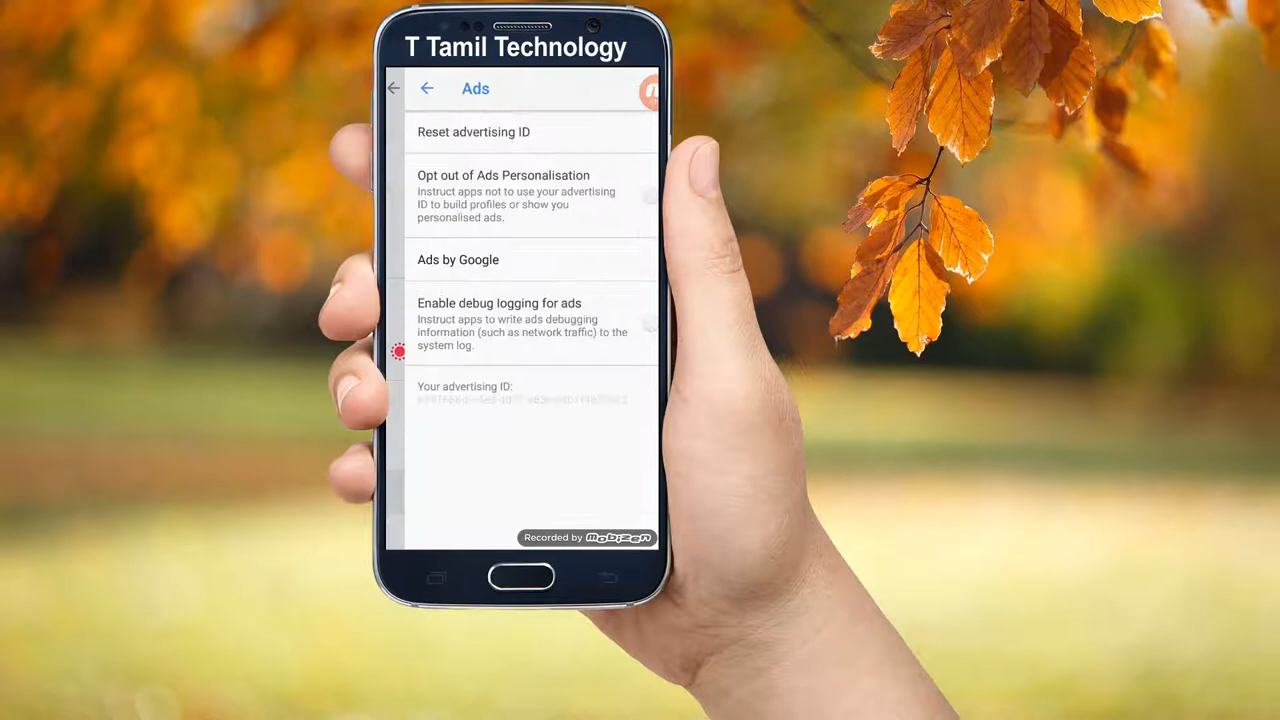 T Tamil Technology
Ads
Reset advertising ID
Opt out of Ads Personalisation
Instruct apps not to use your advertising
ID to build profiles or show you
personalised ads.
Ads by Google
Enable debug logging for ads
Instruct apps to write ads debugging
information (such as network traffic) to the
system log.
Your advertising ID:
Recorded by mobizen